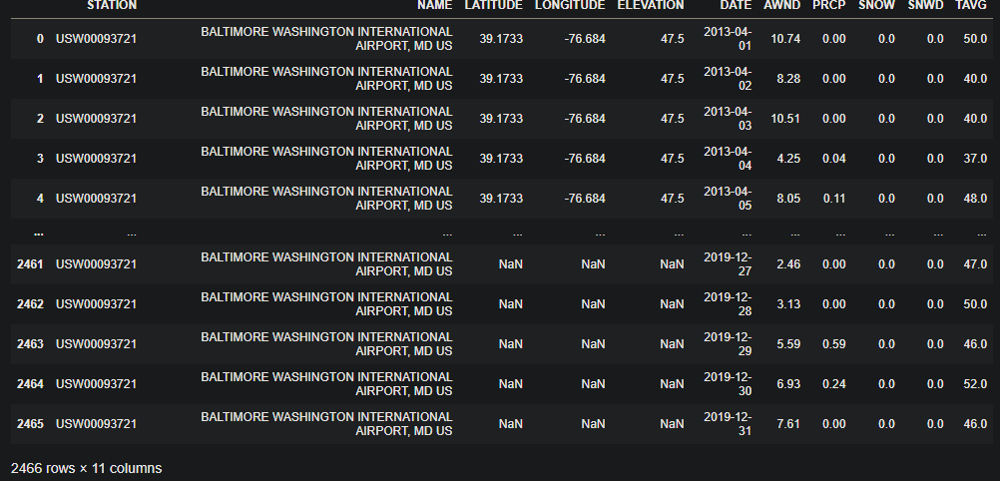 STATION NAME LATITUDE LONGITUDE ELEVATION DATE AWND PRCP SNOW SNWD TAVG
0 USW00093721 BALTIMORE WASHINGTON INTERNATIONAL AIRPORT, MD US 39.1733 -76.684 47.5 2013-04-01 10.74 0.00 0.0 0.0 50.0
1 USW00093721 BALTIMORE WASHINGTON INTERNATIONAL AIRPORT, MD US 39.1733 -76.684 47.5 2013-04-02 8.28 0.00 0.0 0.0 40.0
2 USW00093721 BALTIMORE WASHINGTON INTERNATIONAL AIRPORT, MD US 39.1733 -76.684 47.5 2013-04-03 10.51 0.00 0.0 0.0 40.0
3 USW00093721 BALTIMORE WASHINGTON INTERNATIONAL AIRPORT, MD US 39.1733 -76.684 47.5 2013-04-04 4.25 0.04 0.0 0.0 37.0
4 USW00093721 BALTIMORE WASHINGTON INTERNATIONAL AIRPORT, MD US 39.1733 -76.684 47.5 2013-04-05 8.05 0.11 0.0 0.0 48.0
... ... ... ... ... ... ... ... ... ... ... ...
2461 USW00093721 BALTIMORE WASHINGTON INTERNATIONAL AIRPORT, MD US NaN NaN NaN 2019-12-27 2.46 0.00 0.0 0.0 47.0
2462 USW00093721 BALTIMORE WASHINGTON INTERNATIONAL AIRPORT, MD US NaN NaN NaN 2019-12-28 3.13 0.00 0.0 0.0 50.0
2463 USW00093721 BALTIMORE WASHINGTON INTERNATIONAL AIRPORT, MD US NaN NaN NaN 2019-12-29 5.59 0.59 0.0 0.0 46.0
2464 USW00093721 BALTIMORE WASHINGTON INTERNATIONAL AIRPORT, MD US NaN NaN NaN 2019-12-30 6.93 0.24 0.0 0.0 52.0
2465 USW00093721 BALTIMORE WASHINGTON INTERNATIONAL AIRPORT, MD US NaN NaN NaN 2019-12-31 7.61 0.00 0.0 0.0 46.0
2466 rows × 11 columns